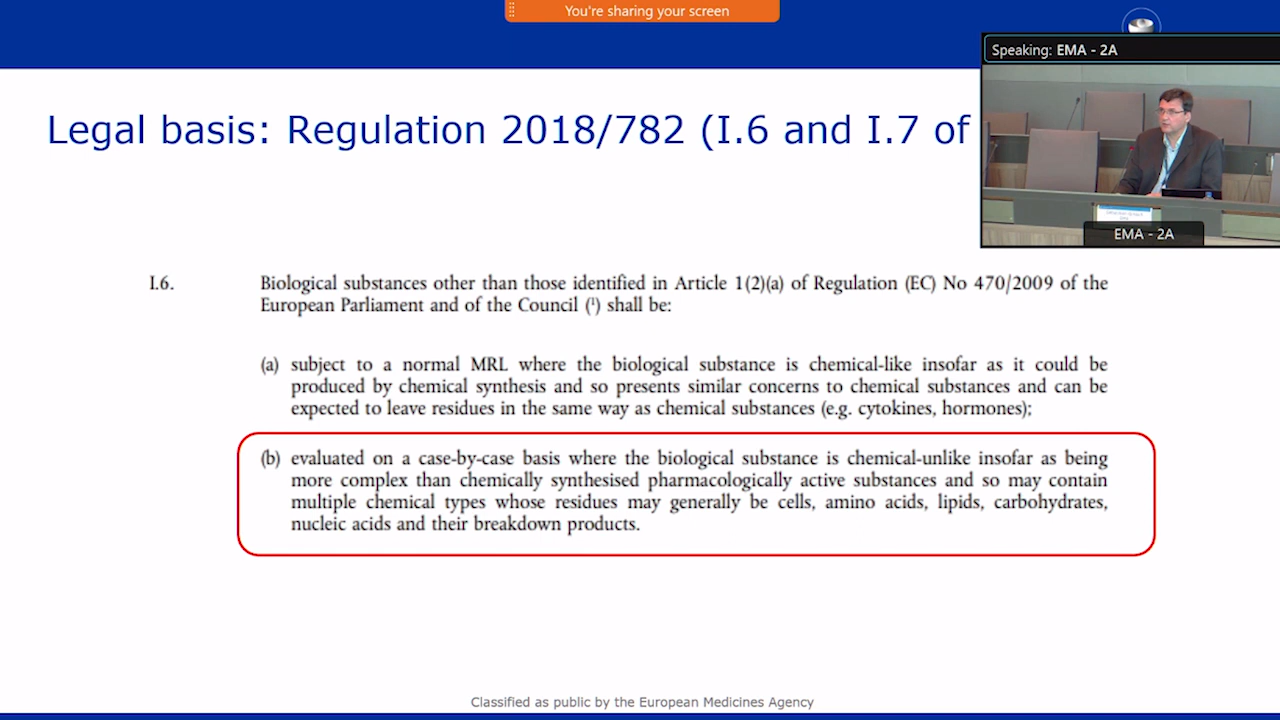 You're sharing your screen
Speaking: EMA - 2A
Legal basis: Regulation 2018/782 (I.6 and I.7 of
EMA - 2A
I.6. Biological substances other than those identified in Article 1(2)(a) of Regulation (EC) No 470/2009 of the
European Parliament and of the Council (¹) shall be:
(a) subject to a normal MRL where the biological substance is chemical-like insofar as it could be
produced by chemical synthesis and so presents similar concerns to chemical substances and can be
expected to leave residues in the same way as chemical substances (e.g. cytokines, hormones);
(b) evaluated on a case-by-case basis where the biological substance is chemical-unlike insofar as being
more complex than chemically synthesised pharmacologically active substances and so may contain
multiple chemical types whose residues may generally be cells, amino acids, lipids, carbohydrates,
nucleic acids and their breakdown products.
Classified as public by the European Medicines Agency